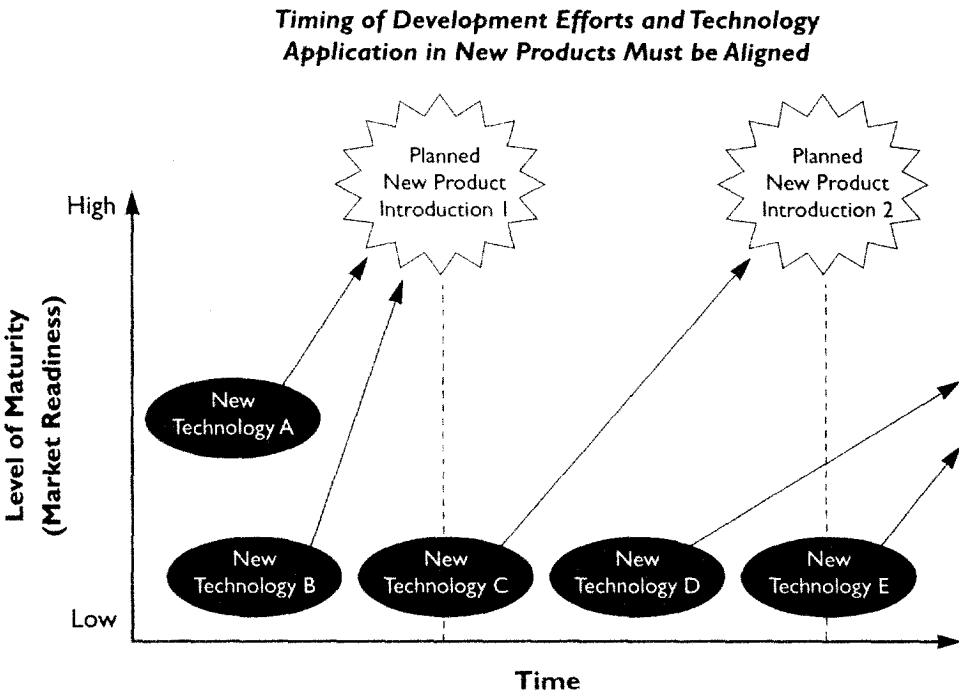 Timing of Development Efforts and Technology
Application in New Products Must be Aligned
Planned
New Product
Introduction 1
Planned
New Product
Introduction 2
High
Level of Maturity
(Market Readiness)
New
Technology A
New
Technology B
New
Technology C
New
Technology D
New
Technology E
Low
Time